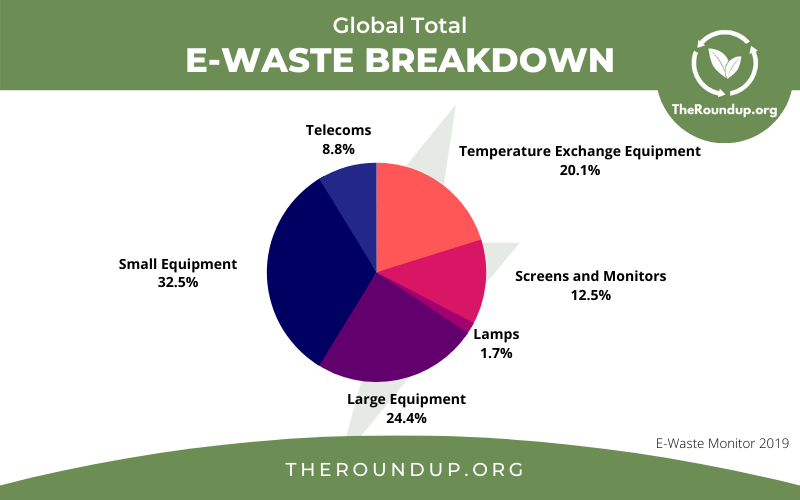 Global Total
E-WASTE BREAKDOWN
TheRoundup.org
Telecoms
8.8%
Temperature Exchange Equipment
20.1%
Small Equipment
32.5%
Screens and Monitors
12.5%
Lamps
1.7%
Large Equipment
24.4%
E-Waste Monitor 2019
THEROUNDUP.ORG